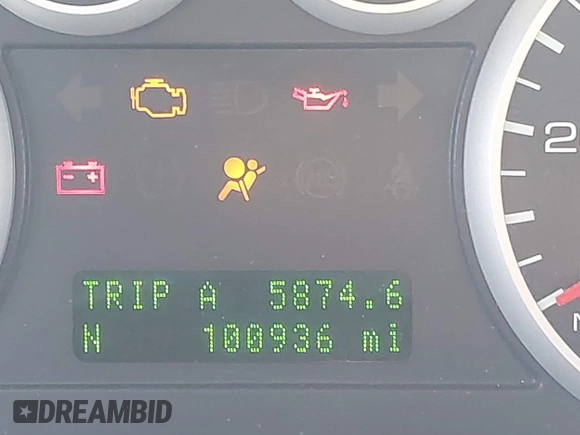 2
TRIP A 5874.6
N 100936 mi
DREAMBID